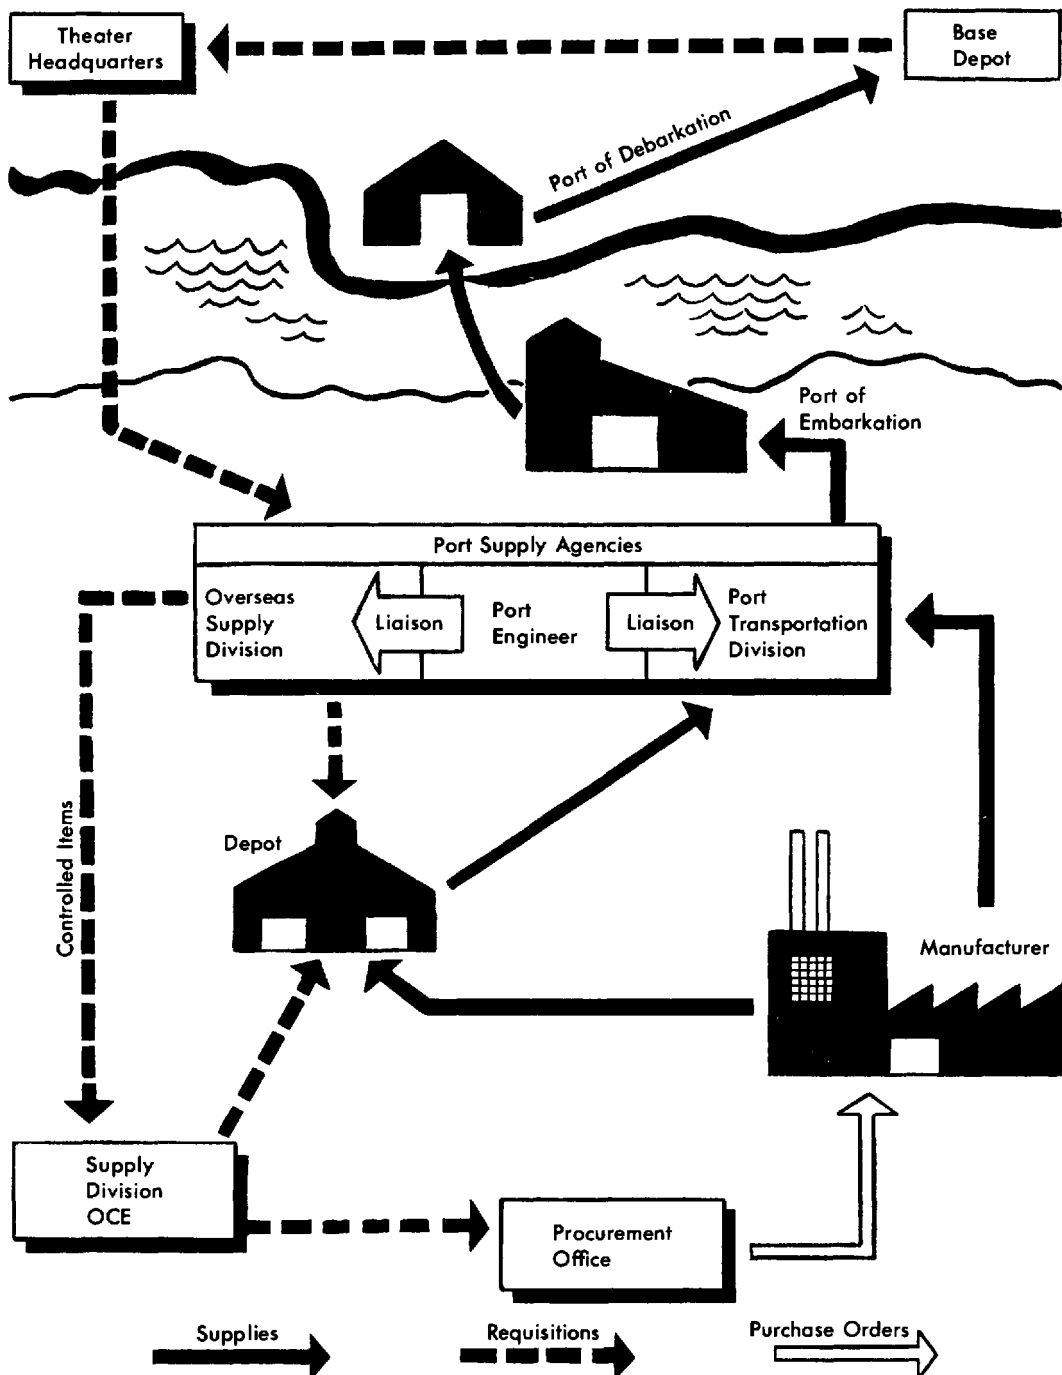 Theater
Headquarters
Base
Depot
Port of Debarkation
Port of
Embarkation
Port Supply Agencies
Overseas
Supply
Division
Liaison
Port
Engineer
Liaison
Port
Transportation
Division
Controlled Items
Depot
Manufacturer
Supply
Division
OCE
Procurement
Office
Supplies
Requisitions
Purchase Orders